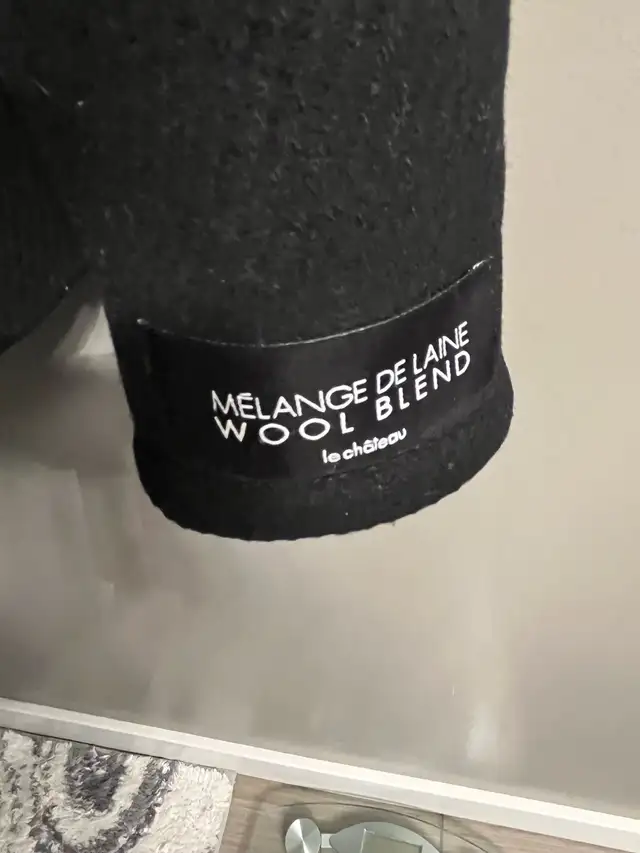 MÉLANGE DE LAINE
WOOL BLEND
le château